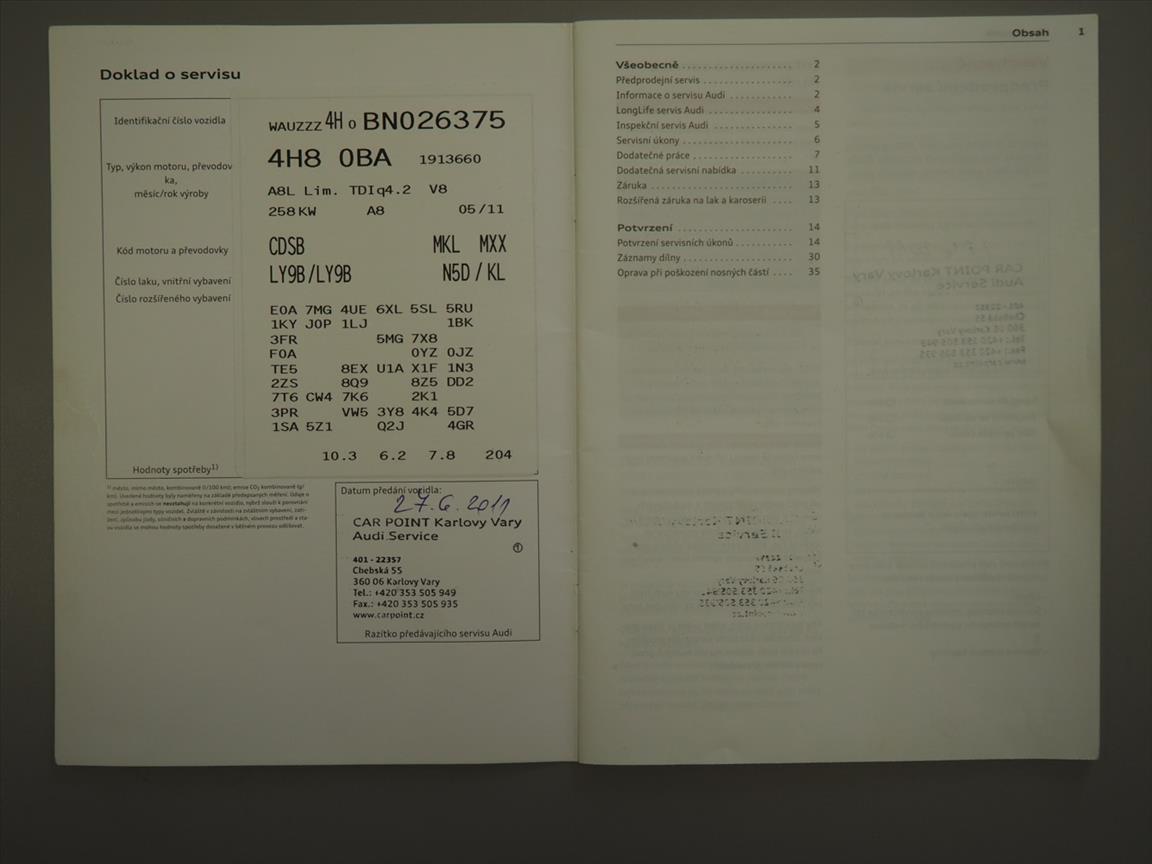 Doklad o servisu
Identifikační číslo vozidla
WAUZZZ 4H 0 BN026375
4H8 0BA 1913660
Typ, výkon motoru, převodov
ka,
měsíc/rok výroby
A8L Lim. TDIq4.2 V8
258 KW A8 05/11
Kód motoru a převodovky
CDSB MKL MXX
Číslo laku, vnitřní vybavení
LY9B/LY9B N5D / KL
Číslo rozšířeného vybavení
E0A 7MG 4UE 6XL 5SL 5RU
1KY J0P 1LJ 1BK
3FR 5MG 7X8
F0A 0YZ 0JZ
TE5 8EX U1A X1F 1N3
2ZS 8Q9 8Z5 DD2
7T6 CW4 7K6 2K1
3PR VW5 3Y8 4K4 5D7
1SA 5Z1 Q2J 4GR
10.3 6.2 7.8 204
Hodnoty spotřeby1)
Datum předání vozidla:
27.6.2011
CAR POINT Karlovy Vary
Audi Service
1
401 - 22357
Chebská 55
360 06 Karlovy Vary
Tel.: +420 353 505 949
Fax.: +420 353 505 935
www.carpoint.cz
Razítko předávajícího servisu Audi
Obsah 1
Všeobecně . . . . . . . . . . . . . . . . . . . . . 2
Předprodejní servis . . . . . . . . . . . . . . . . . 2
Informace o servisu Audi . . . . . . . . . . . . 2
LongLife servis Audi . . . . . . . . . . . . . . . . 4
Inspekční servis Audi . . . . . . . . . . . . . . . 5
Servisní úkony . . . . . . . . . . . . . . . . . . . . 6
Dodatečné práce . . . . . . . . . . . . . . . . . . 7
Dodatečná servisní nabídka . . . . . . . . . . 11
Záruka . . . . . . . . . . . . . . . . . . . . . . . . . . 13
Rozšířená záruka na lak a karoserii . . . . 13
Potvrzení . . . . . . . . . . . . . . . . . . . . . . 14
Potvrzení servisních úkonů . . . . . . . . . . . 14
Záznamy dílny . . . . . . . . . . . . . . . . . . . . 30
Oprava při poškození nosných částí . . . . 35